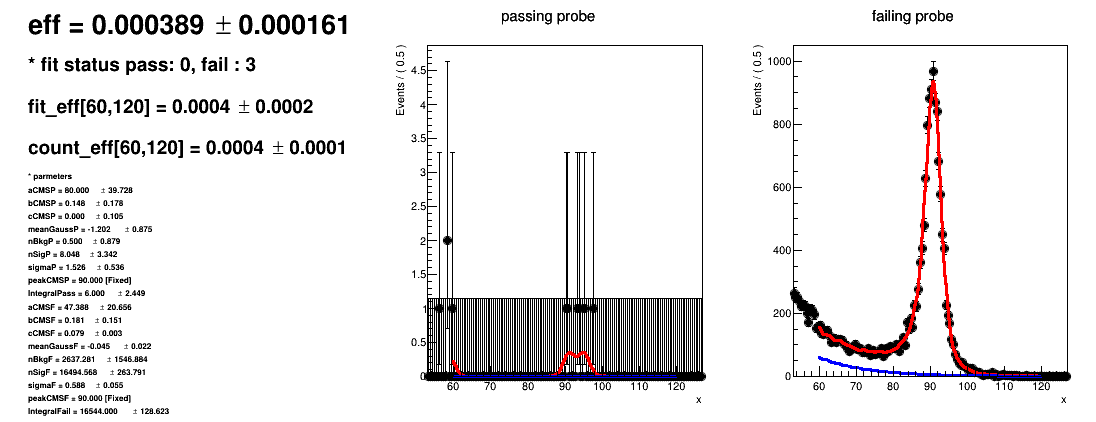 eff = 0.000389 ± 0.000161
* fit status pass: 0, fail : 3
fit_eff[60,120] = 0.0004 ± 0.0002
count_eff[60,120] = 0.0004 ± 0.0001
* parmeters
aCMSP = 80.000 ± 39.728
bCMSP = 0.148 ± 0.178
cCMSP = 0.000 ± 0.105
meanGaussP = -1.202 ± 0.875
nBkgP = 0.500 ± 0.879
nSigP = 8.048 ± 3.342
sigmaP = 1.526 ± 0.536
peakCMSP = 90.000 [Fixed]
IntegralPass = 6.000 ± 2.449
aCMSF = 47.388 ± 20.656
bCMSF = 0.181 ± 0.151
cCMSF = 0.079 ± 0.003
meanGaussF = -0.045 ± 0.022
nBkgF = 2637.281 ± 1546.884
nSigF = 16494.568 ± 263.791
sigmaF = 0.588 ± 0.055
peakCMSF = 90.000 [Fixed]
IntegralFail = 16544.000 ± 128.623
passing probe
Events / ( 0.5 )
4.5
4
3.5
3
2.5
2
1.5
1
0.5
0
60 70 80 90 100 110 120
x
failing probe
Events / ( 0.5 )
1000
800
600
400
200
0
60 70 80 90 100 110 120
x